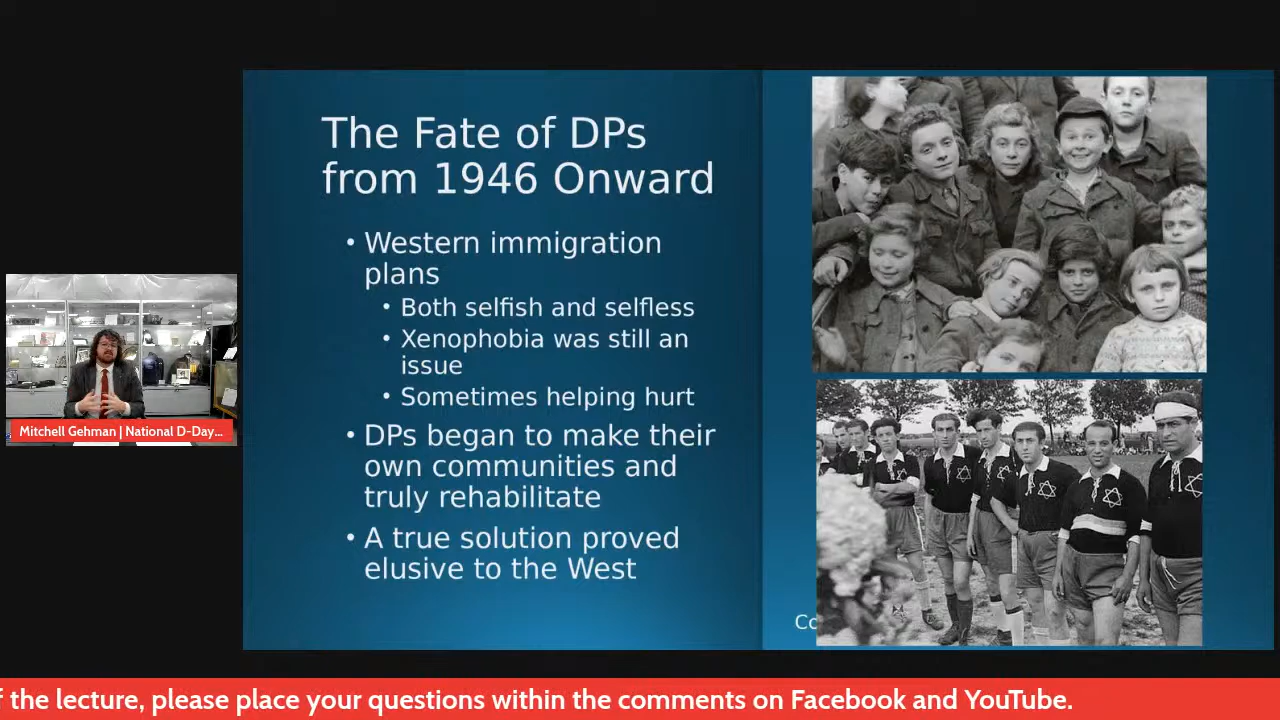 The Fate of DPs
from 1946 Onward
• Western immigration
plans
• Both selfish and selfless
• Xenophobia was still an
issue
• Sometimes helping hurt
• DPs began to make their
own communities and
truly rehabilitate
• A true solution proved
elusive to the West
Mitchell Gehman | National D-Day...
the lecture, please place your questions within the comments on Facebook and YouTube.